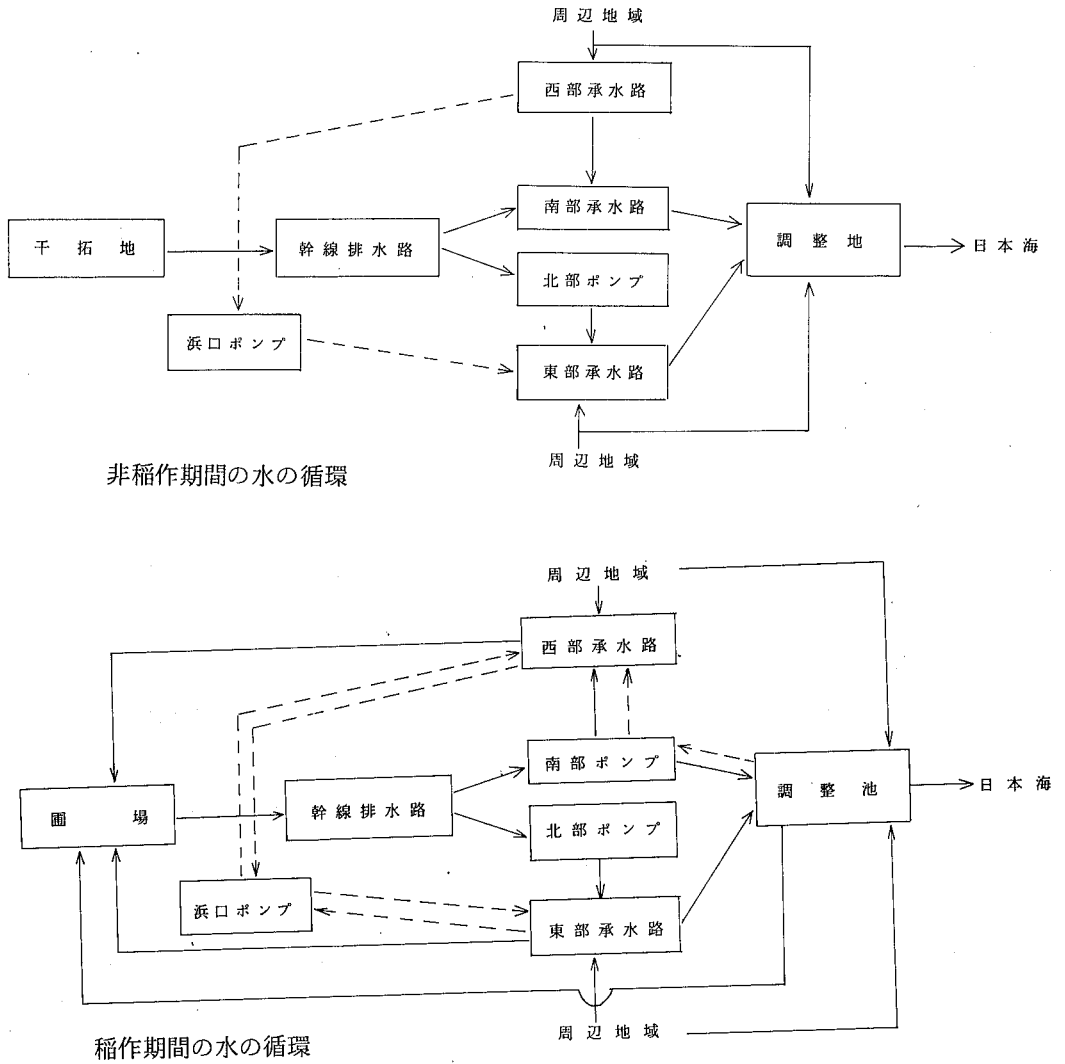 周辺地域
西部承水路
南部承水路
干拓地
幹線排水路
調整地
日本海
北部ポンプ
浜口ポンプ
東部承水路
周辺地域
非稲作期間の水の循環
周辺地域
西部承水路
南部ポンプ
調整池
日本海
圃場
幹線排水路
北部ポンプ
浜口ポンプ
東部承水路
周辺地域
稲作期間の水の循環